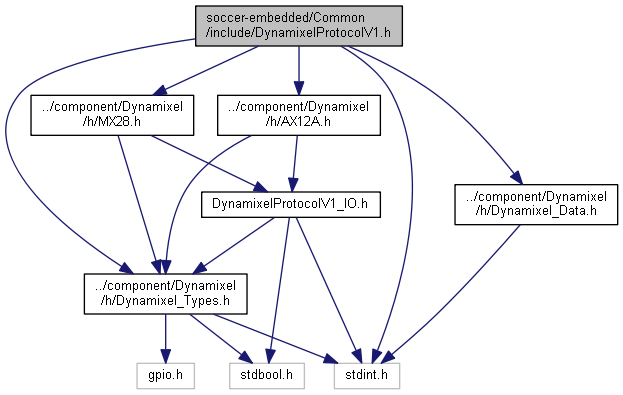 soccer-embedded/Common
/include/DynamixelProtocolV1.h
../component/Dynamixel
/h/MX28.h
../component/Dynamixel
/h/AX12A.h
DynamixelProtocolV1_IO.h
../component/Dynamixel
/h/Dynamixel_Data.h
../component/Dynamixel
/h/Dynamixel_Types.h
gpio.h
stdbool.h
stdint.h